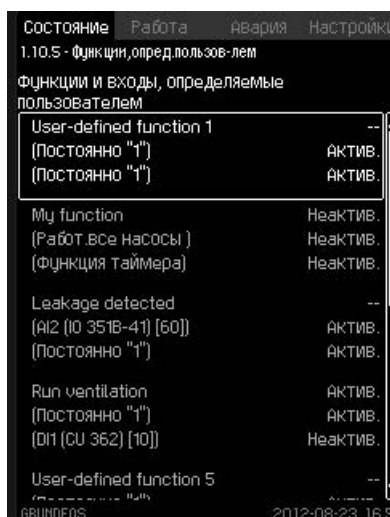 Состояние Работа Авария Настройки
1.10.5 - Функции,опред.пользов-лем
Функции и входы, определяемые
пользователем
User-defined function 1 --
(Постоянно "1") Актив.
(Постоянно "1") Актив.
My function Неактив.
(Работ.все насосы ) Неактив.
(Функция таймера) Неактив.
Leakage detected --
(AI2 (IO 351B-41) [60]) Актив.
(Постоянно "1") Актив.
Run ventilation Актив.
(Постоянно "1") Актив.
(DI1 (CU 362) [10]) Неактив.
User-defined function 5 --
GRUNDFOS 2012-08-23